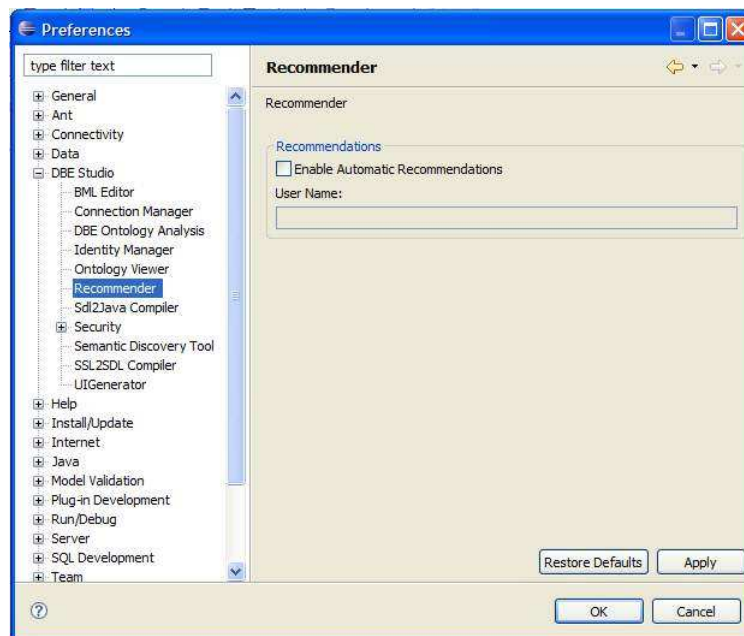 Preferences
type filter text
General
Ant
Connectivity
Data
DBE Studio
BML Editor
Connection Manager
DBE Ontology Analysis
Identity Manager
Ontology Viewer
Recommender
Sdl2Java Compiler
Security
Semantic Discovery Tool
SSL2SDL Compiler
UIGenerator
Help
Install/Update
Internet
Java
Model Validation
Plug-in Development
Run/Debug
Server
SQL Development
Team
Recommender
Recommender
Recommendations
Enable Automatic Recommendations
User Name:
Restore Defaults
Apply
OK
Cancel